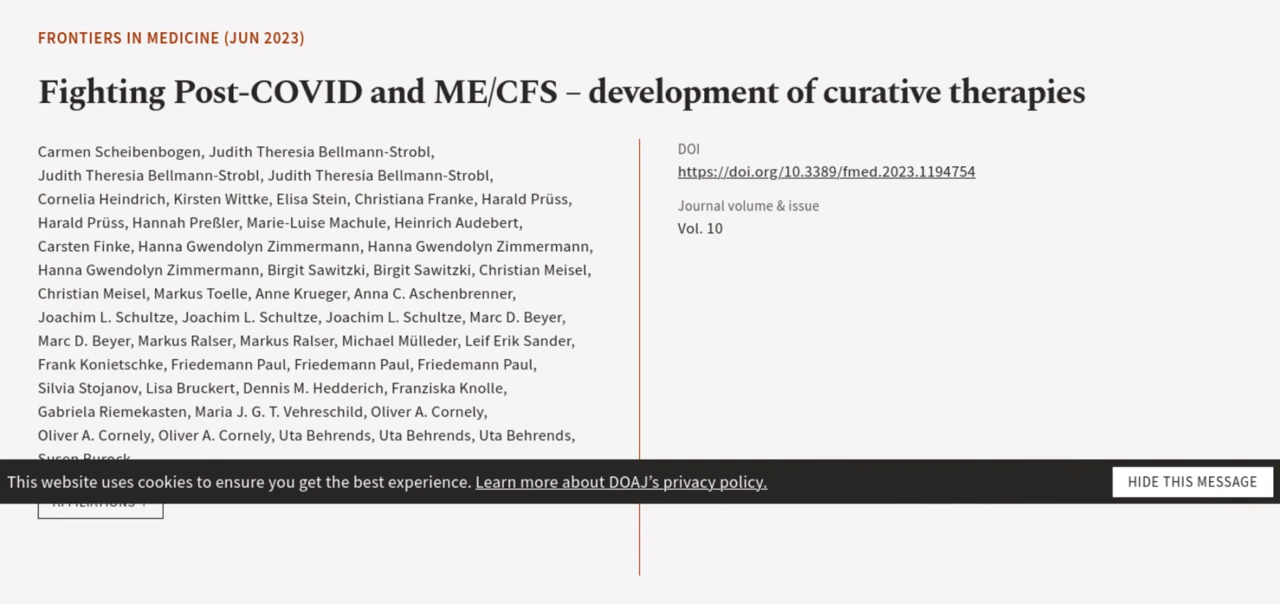 FRONTIERS IN MEDICINE (JUN 2023)
Fighting Post-COVID and ME/CFS – development of curative therapies
Carmen Scheibenbogen, Judith Theresia Bellmann-Strobl,
Judith Theresia Bellmann-Strobl, Judith Theresia Bellmann-Strobl,
Cornelia Heindrich, Kirsten Wittke, Elisa Stein, Christiana Franke, Harald Prüss,
Harald Prüss, Hannah Preßler, Marie-Luise Machule, Heinrich Audebert,
Carsten Finke, Hanna Gwendolyn Zimmermann, Hanna Gwendolyn Zimmermann,
Hanna Gwendolyn Zimmermann, Birgit Sawitzki, Birgit Sawitzki, Christian Meisel,
Christian Meisel, Markus Toelle, Anne Krueger, Anna C. Aschenbrenner,
Joachim L. Schultze, Joachim L. Schultze, Joachim L. Schultze, Marc D. Beyer,
Marc D. Beyer, Markus Ralser, Markus Ralser, Michael Mülleder, Leif Erik Sander,
Frank Konietschke, Friedemann Paul, Friedemann Paul, Friedemann Paul,
Silvia Stojanov, Lisa Bruckert, Dennis M. Hedderich, Franziska Knolle,
Gabriela Riemekasten, Maria J. G. T. Vehreschild, Oliver A. Cornely,
Oliver A. Cornely, Oliver A. Cornely, Uta Behrends, Uta Behrends, Uta Behrends,
Susen Burock
DOI
https://doi.org/10.3389/fmed.2023.1194754
Journal volume & issue
Vol. 10
This website uses cookies to ensure you get the best experience. Learn more about DOAJ’s privacy policy.
HIDE THIS MESSAGE